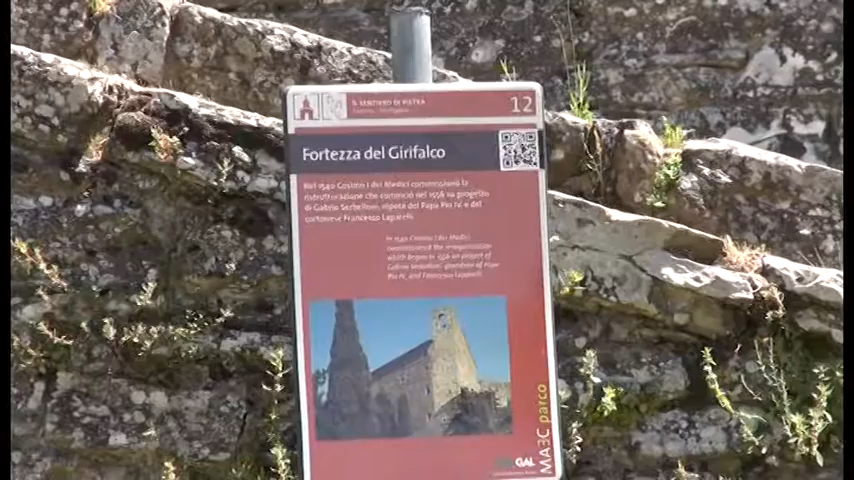 IL SENTIERO DI PIETRA
12
Fortezza del Girifalco
Nel 1540 Cosimo I dei Medici commissionò la
ristrutturazione che cominciò nel 1556 su progetto
di Gabrio Serbelloni, nipote del Papa Pio IV e del
cortonese Francesco Laparelli.
In 1540 Cosimo I dei Medici
commissioned the reorganisation
which began in 1556 on project of
Gabrio Serbelloni, grandson of Pope
Pio IV, and Francesco Laparelli.
MAEC parco
GAL